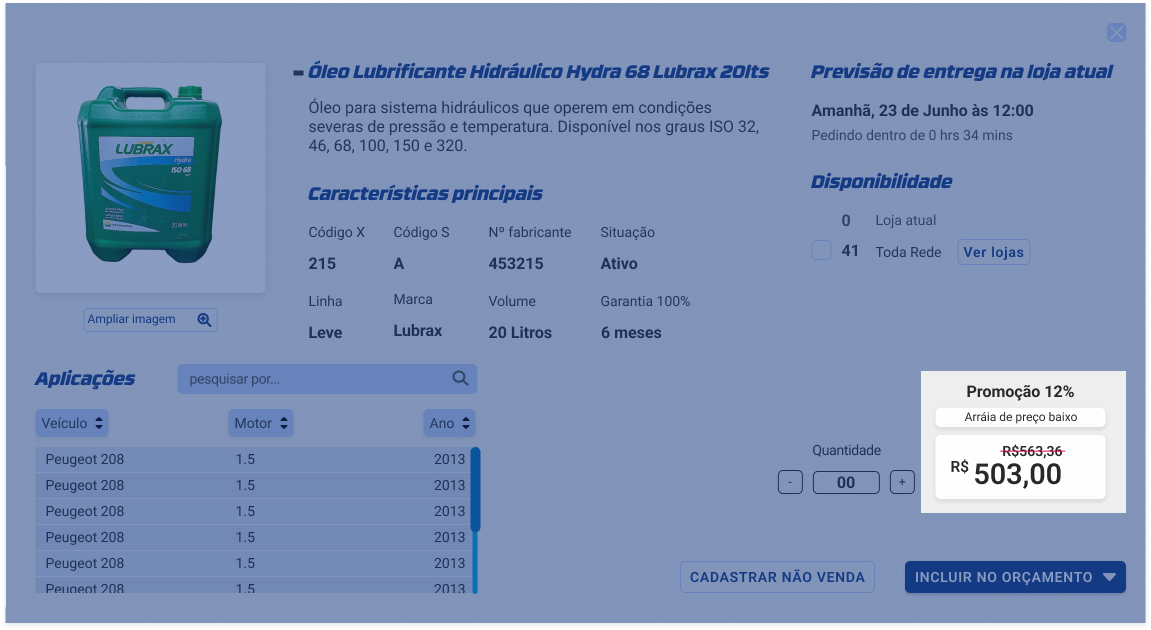 Óleo Lubrificante Hidráulico Hydra 68 Lubrax 20lts
Óleo para sistema hidráulicos que operem em condições
severas de pressão e temperatura. Disponível nos graus ISO 32,
46, 68, 100, 150 e 320.
LUBRAX
Hydra
ISO 68
20 litros
Ampliar imagem
Características principais
Código X Código S Nº fabricante Situação
215 A 453215 Ativo
Linha Marca Volume Garantia 100%
Leve Lubrax 20 Litros 6 meses
Previsão de entrega na loja atual
Amanhã, 23 de Junho às 12:00
Pedindo dentro de 0 hrs 34 mins
Disponibilidade
0 Loja atual
41 Toda Rede Ver lojas
Aplicações pesquisar por...
Veículo Motor Ano
Peugeot 208 1.5 2013
Peugeot 208 1.5 2013
Peugeot 208 1.5 2013
Peugeot 208 1.5 2013
Peugeot 208 1.5 2013
Peugeot 208 1.5 2013
Quantidade
- 00 +
Promoção 12%
Arráia de preço baixo
R$563,36
R$ 503,00
CADASTRAR NÃO VENDA
INCLUIR NO ORÇAMENTO